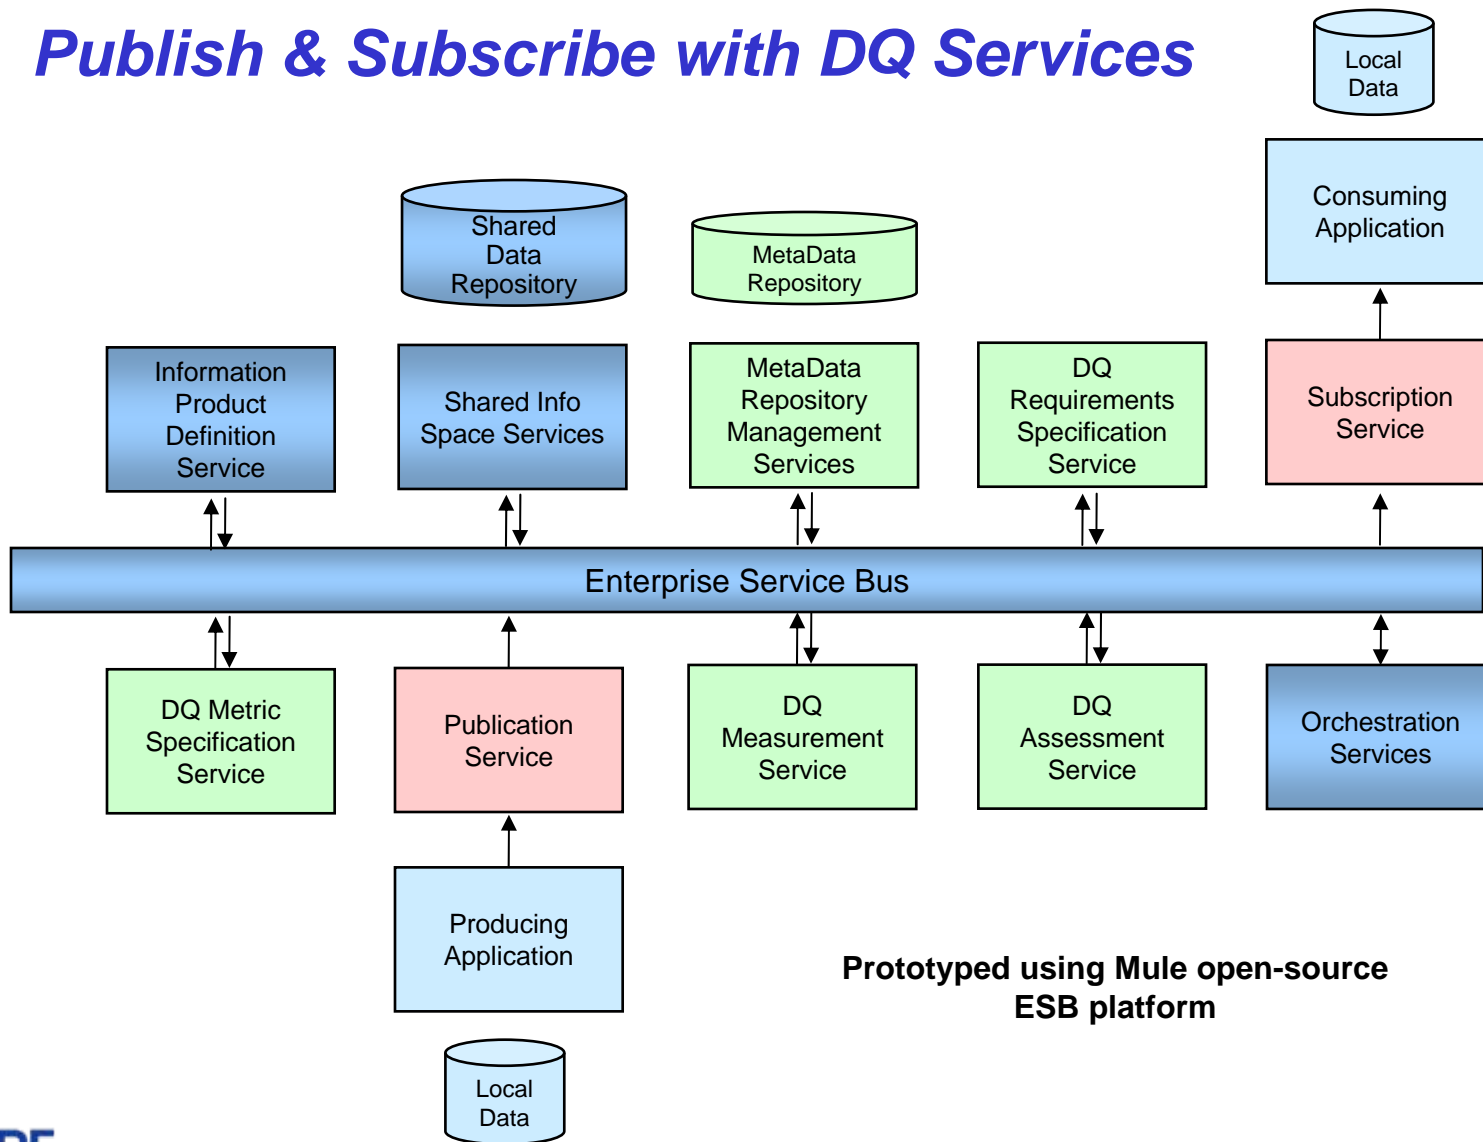 Publish & Subscribe with DQ Services
Local
Data
Consuming
Application
Shared
Data
Repository
MetaData
Repository
Information
Product
Definition
Service
Shared Info
Space Services
MetaData
Repository
Management
Services
DQ
Requirements
Specification
Service
Subscription
Service
Enterprise Service Bus
DQ Metric
Specification
Service
Publication
Service
DQ
Measurement
Service
DQ
Assessment
Service
Orchestration
Services
Producing
Application
Prototyped using Mule open-source
ESB platform
Local
Data